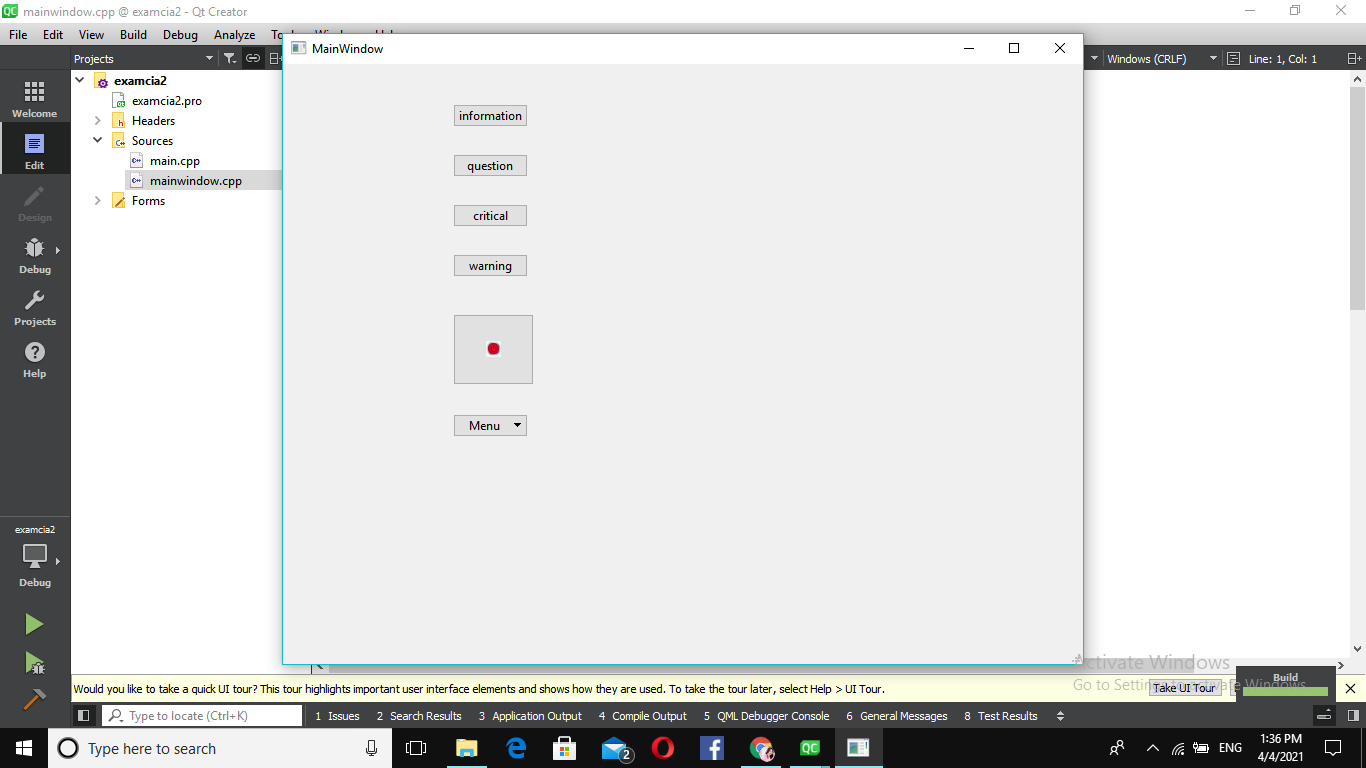 mainwindow.cpp @ examcia2 - Qt Creator
File Edit View Build Debug Analyze
MainWindow
Projects
Windows (CRLF) Line: 1, Col: 1
examcia2
examcia2.pro
Headers
Sources
main.cpp
mainwindow.cpp
Forms
Welcome
Edit
Design
Debug
Projects
Help
examcia2
Debug
information
question
critical
warning
Menu
Activate Windows
Go to Settings to activate Windows.
Build
Would you like to take a quick UI tour? This tour highlights important user interface elements and shows how they are used. To take the tour later, select Help > UI Tour.
Take UI Tour
Type to locate (Ctrl+K)
1 Issues 2 Search Results 3 Application Output 4 Compile Output 5 QML Debugger Console 6 General Messages 8 Test Results
Type here to search
2
ENG
1:36 PM
4/4/2021